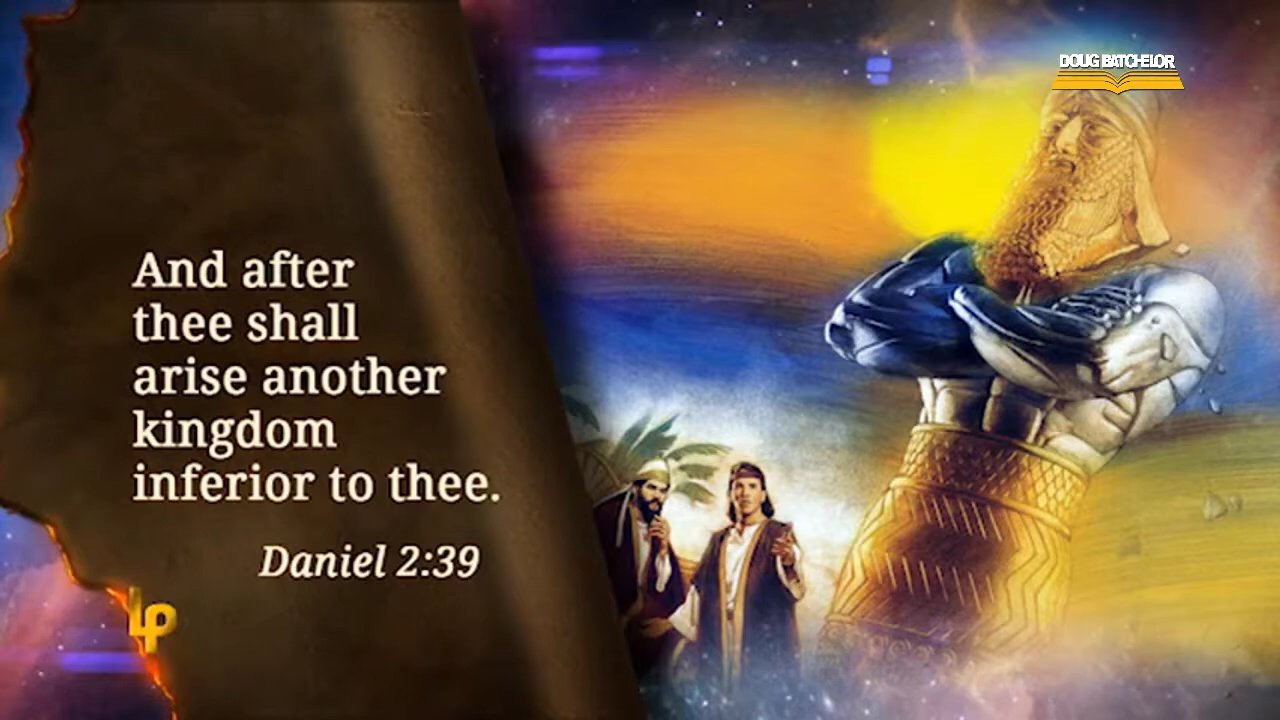 DOUG BATCHELOR
And after
thee shall
arise another
kingdom
inferior to thee.
Daniel 2:39
LP